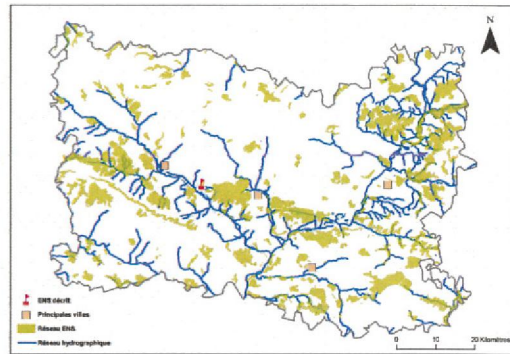 N
ENS décrit
Principales villes
Réseau ENS
Réseau hydrographique
0 10 20 Kilomètres